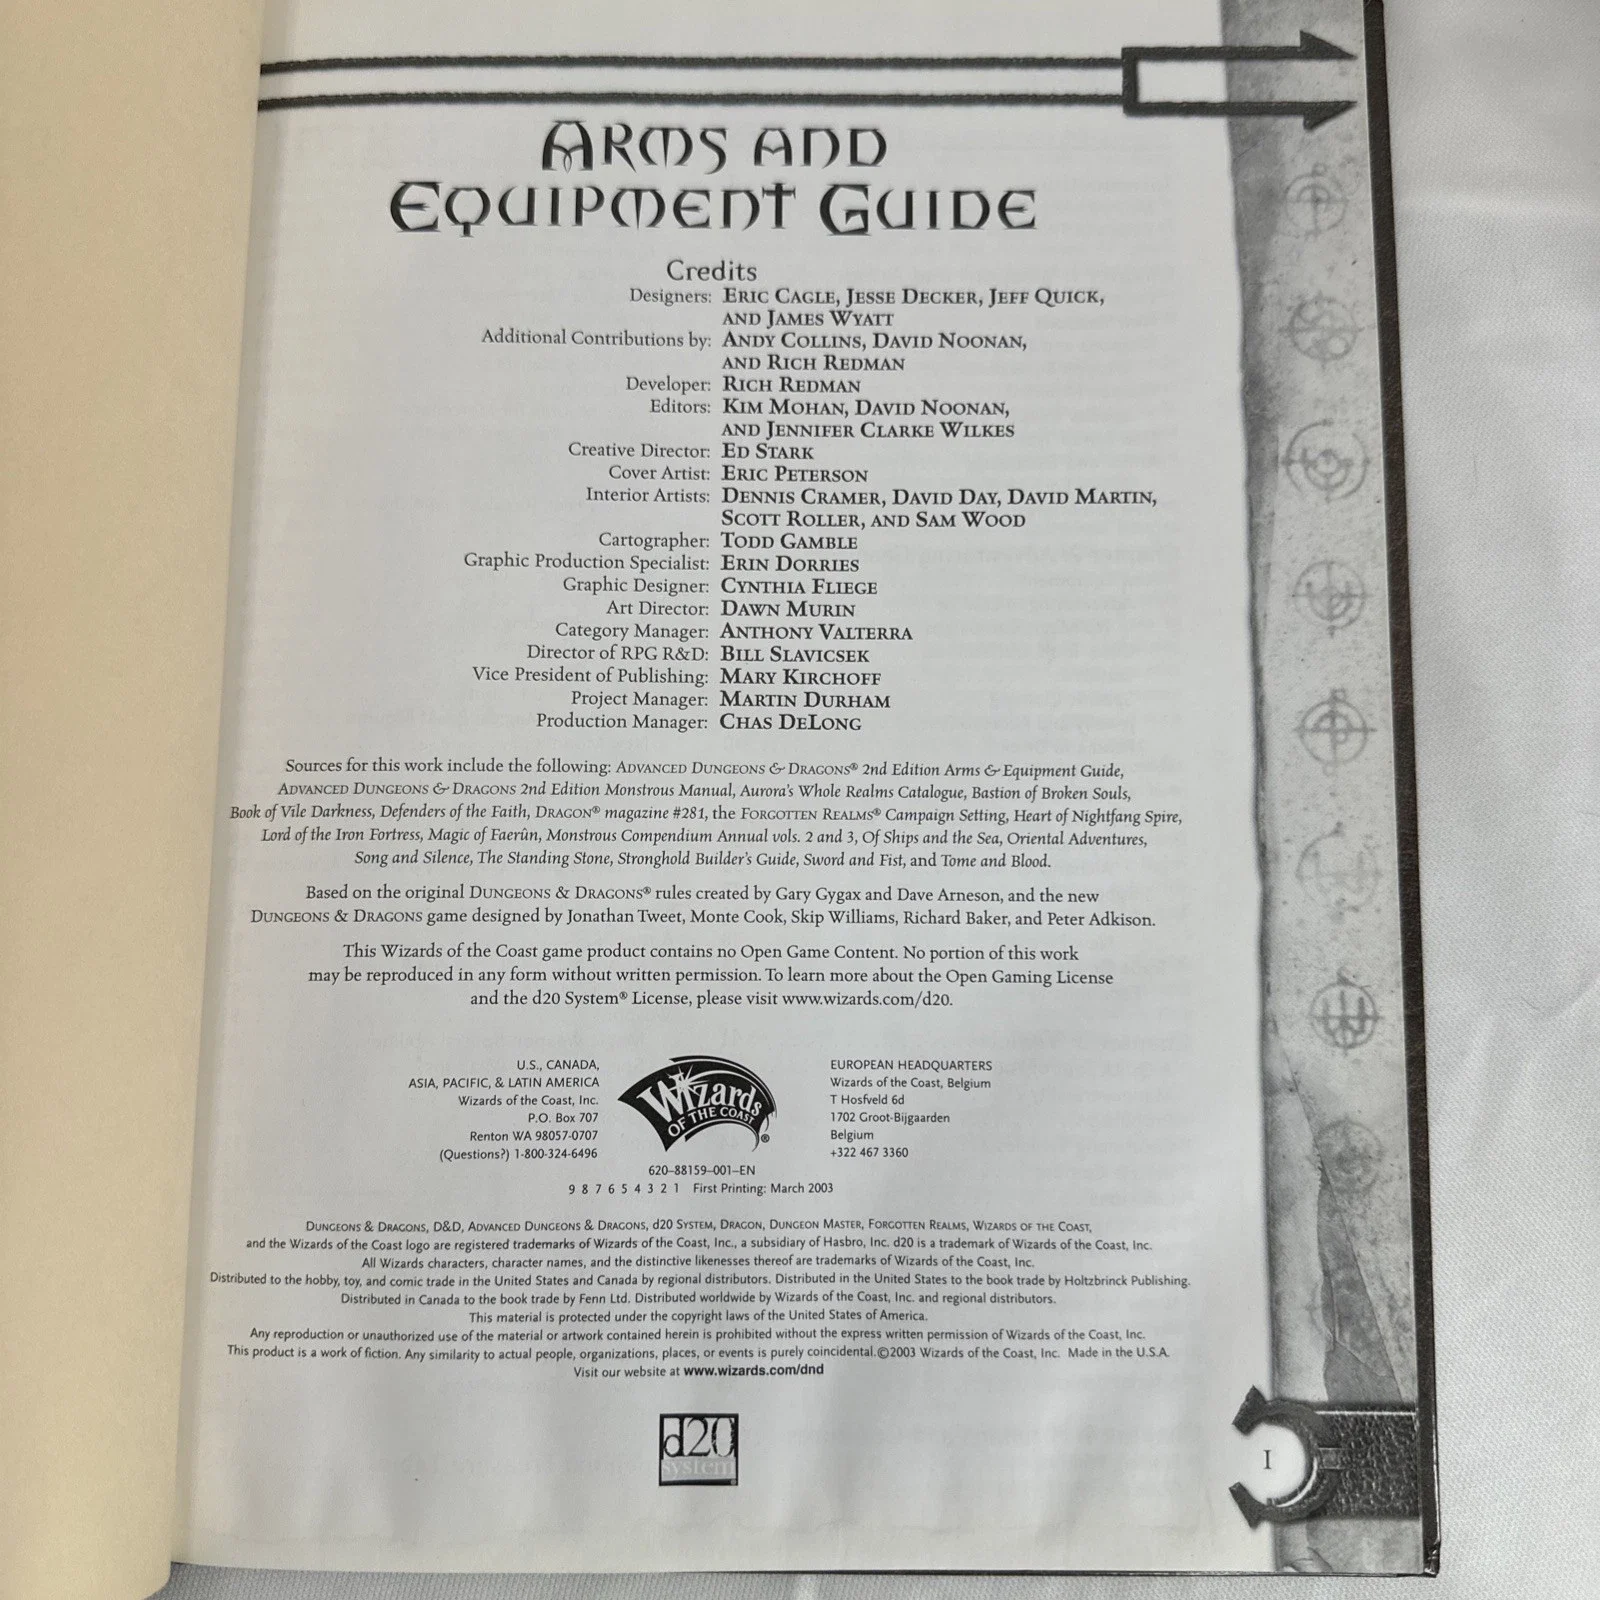 ARMS AND
EQUIPMENT GUIDE
Credits
Designers: ERIC CAGLE, JESSE DECKER, JEFF QUICK,
AND JAMES WYATT
Additional Contributions by: ANDY COLLINS, DAVID NOONAN,
AND RICH REDMAN
Developer: RICH REDMAN
Editors: KIM MOHAN, DAVID NOONAN,
AND JENNIFER CLARKE WILKES
Creative Director: ED STARK
Cover Artist: ERIC PETERSON
Interior Artists: DENNIS CRAMER, DAVID DAY, DAVID MARTIN,
SCOTT ROLLER, AND SAM WOOD
Cartographer: TODD GAMBLE
Graphic Production Specialist: ERIN DORRIES
Graphic Designer: CYNTHIA FLIEGE
Art Director: DAWN MURIN
Category Manager: ANTHONY VALTERRA
Director of RPG R&D: BILL SLAVICSEK
Vice President of Publishing: MARY KIRCHOFF
Project Manager: MARTIN DURHAM
Production Manager: CHAS DELONG
Sources for this work include the following: ADVANCED DUNGEONS & DRAGONS® 2nd Edition Arms & Equipment Guide,
ADVANCED DUNGEONS & DRAGONS 2nd Edition Monstrous Manual, Aurora's Whole Realms Catalogue, Bastion of Broken Souls,
Book of Vile Darkness, Defenders of the Faith, DRAGON® magazine #281, the FORGOTTEN REALMS® Campaign Setting, Heart of Nightfang Spire,
Lord of the Iron Fortress, Magic of Faerûn, Monstrous Compendium Annual vols. 2 and 3, Of Ships and the Sea, Oriental Adventures,
Song and Silence, The Standing Stone, Stronghold Builder's Guide, Sword and Fist, and Tome and Blood.
Based on the original DUNGEONS & DRAGONS® rules created by Gary Gygax and Dave Arneson, and the new
DUNGEONS & DRAGONS game designed by Jonathan Tweet, Monte Cook, Skip Williams, Richard Baker, and Peter Adkison.
This Wizards of the Coast game product contains no Open Game Content. No portion of this work
may be reproduced in any form without written permission. To learn more about the Open Gaming License
and the d20 System® License, please visit www.wizards.com/d20.
U.S., CANADA,
ASIA, PACIFIC, & LATIN AMERICA
Wizards of the Coast, Inc.
P.O. Box 707
Renton WA 98057-0707
(Questions?) 1-800-324-6496
Wizards
OF THE COAST®
EUROPEAN HEADQUARTERS
Wizards of the Coast, Belgium
T Hosfveld 6d
1702 Groot-Bijgaarden
Belgium
+322 467 3360
620–88159–001–EN
9 8 7 6 5 4 3 2 1 First Printing: March 2003
DUNGEONS & DRAGONS, D&D, ADVANCED DUNGEONS & DRAGONS, d20 SYSTEM, DRAGON, DUNGEON MASTER, FORGOTTEN REALMS, WIZARDS OF THE COAST,
and the Wizards of the Coast logo are registered trademarks of Wizards of the Coast, Inc., a subsidiary of Hasbro, Inc. d20 is a trademark of Wizards of the Coast, Inc.
All Wizards characters, character names, and the distinctive likenesses thereof are trademarks of Wizards of the Coast, Inc.
Distributed to the hobby, toy, and comic trade in the United States and Canada by regional distributors. Distributed in the United States to the book trade by Holtzbrinck Publishing.
Distributed in Canada to the book trade by Fenn Ltd. Distributed worldwide by Wizards of the Coast, Inc. and regional distributors.
This material is protected under the copyright laws of the United States of America.
Any reproduction or unauthorized use of the material or artwork contained herein is prohibited without the express written permission of Wizards of the Coast, Inc.
This product is a work of fiction. Any similarity to actual people, organizations, places, or events is purely coincidental.©2003 Wizards of the Coast, Inc. Made in the U.S.A.
Visit our website at www.wizards.com/dnd
d20
system
1